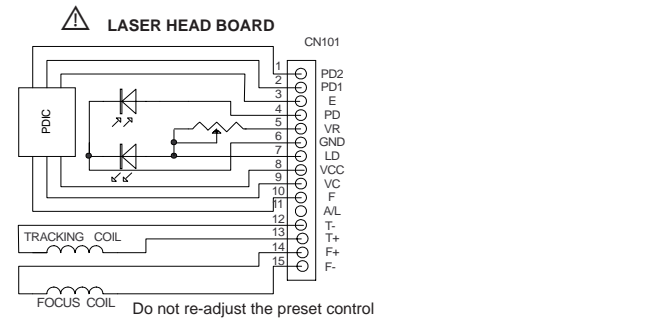 LASER HEAD BOARD
CN101
1 PD2
2 PD1
3 E
4 PD
5 VR
6 GND
7 LD
8 VCC
9 VC
10 F
11 A/L
12 T-
13 T+
14 F+
15 F-
PDIC
TRACKING COIL
FOCUS COIL
Do not re-adjust the preset control